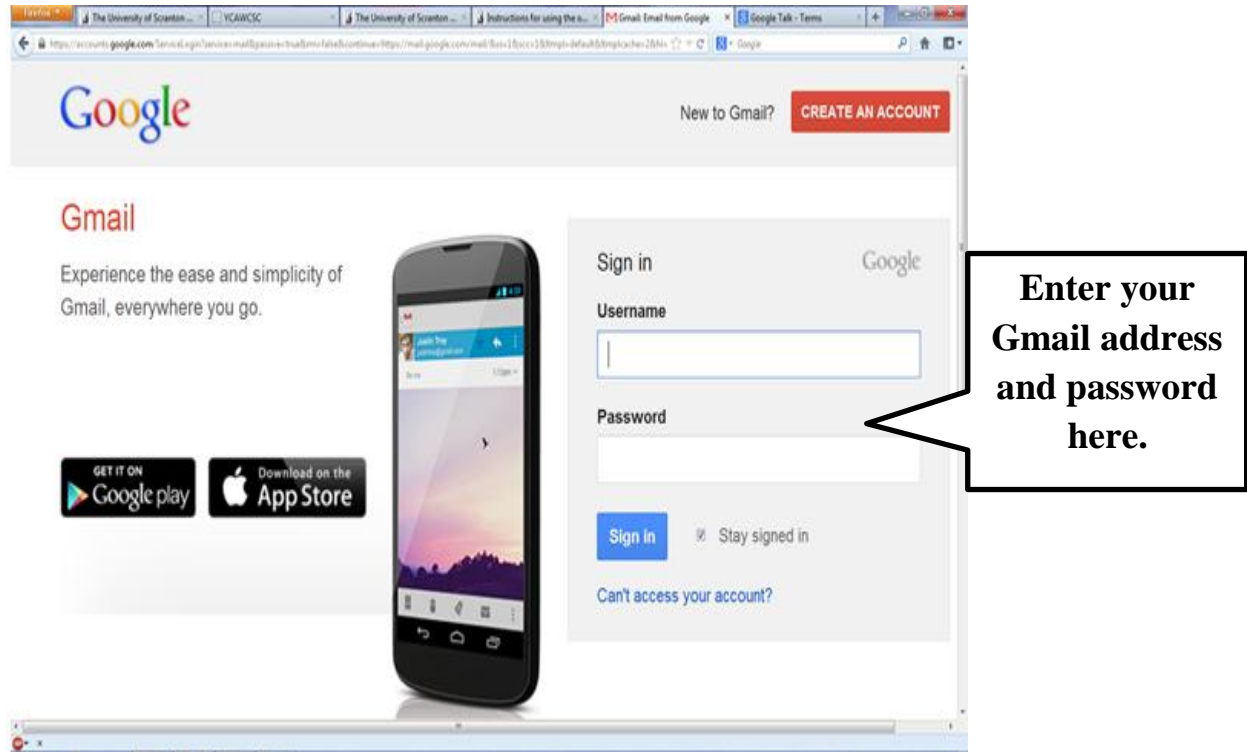 Firefox
The University of Scranton ...
YCAWCSC
The University of Scranton ...
Instructions for using the o...
Gmail: Email from Google
Google Talk - Terms
Google
Google
New to Gmail?
CREATE AN ACCOUNT
Gmail
Experience the ease and simplicity of
Gmail, everywhere you go.
GET IT ON
Google play
Download on the
App Store
Sign in
Google
Username
Password
Sign in
Stay signed in
Can't access your account?
Enter your
Gmail address
and password
here.